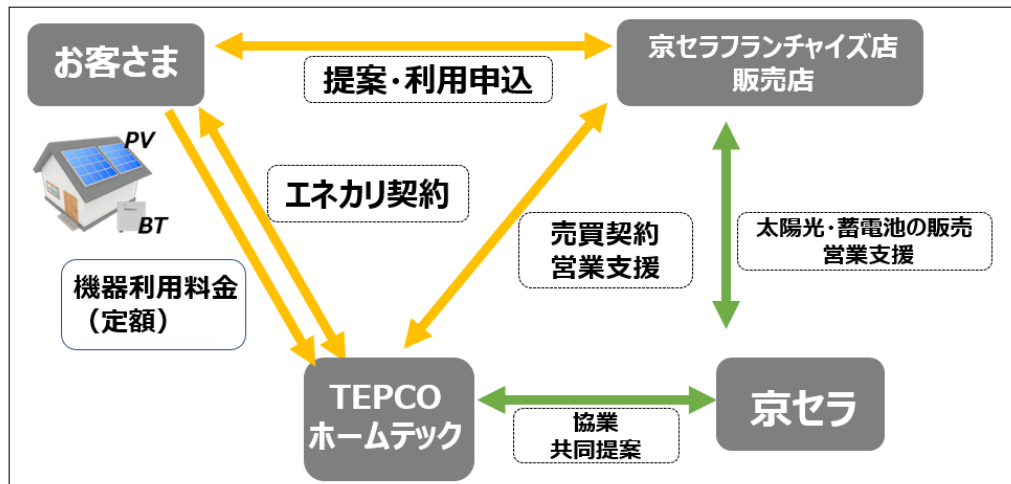 お客さま
京セラフランチャイズ店
販売店
提案・利用申込
PV
BT
エネカリ契約
売買契約
営業支援
太陽光・蓄電池の販売
営業支援
機器利用料金
（定額）
TEPCO
ホームテック
協業
共同提案
京セラ